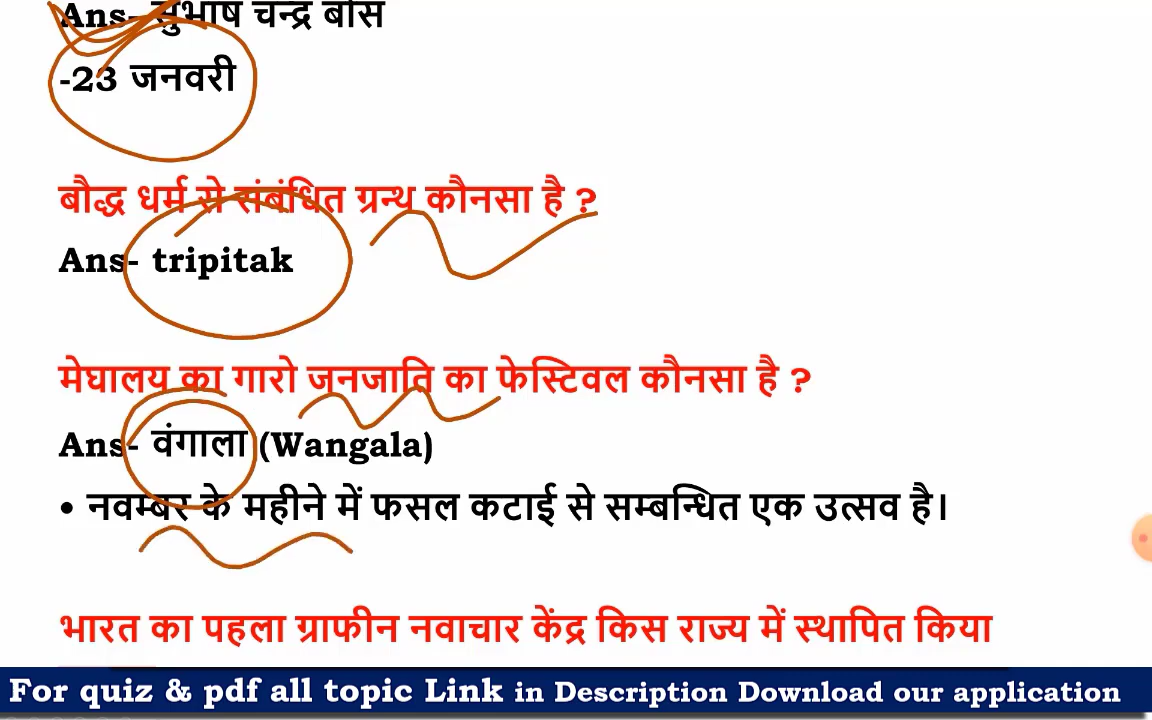 Ans- सुभाष चन्द्र बोस
-23 जनवरी
बौद्ध धर्म से संबंधित ग्रन्थ कौनसा है ?
Ans- tripitak
मेघालय का गारो जनजाति का फेस्टिवल कौनसा है ?
Ans- वंगाला (Wangala)
• नवम्बर के महीने में फसल कटाई से सम्बन्धित एक उत्सव है।
भारत का पहला ग्राफीन नवाचार केंद्र किस राज्य में स्थापित किया
For quiz & pdf all topic Link in Description Download our application